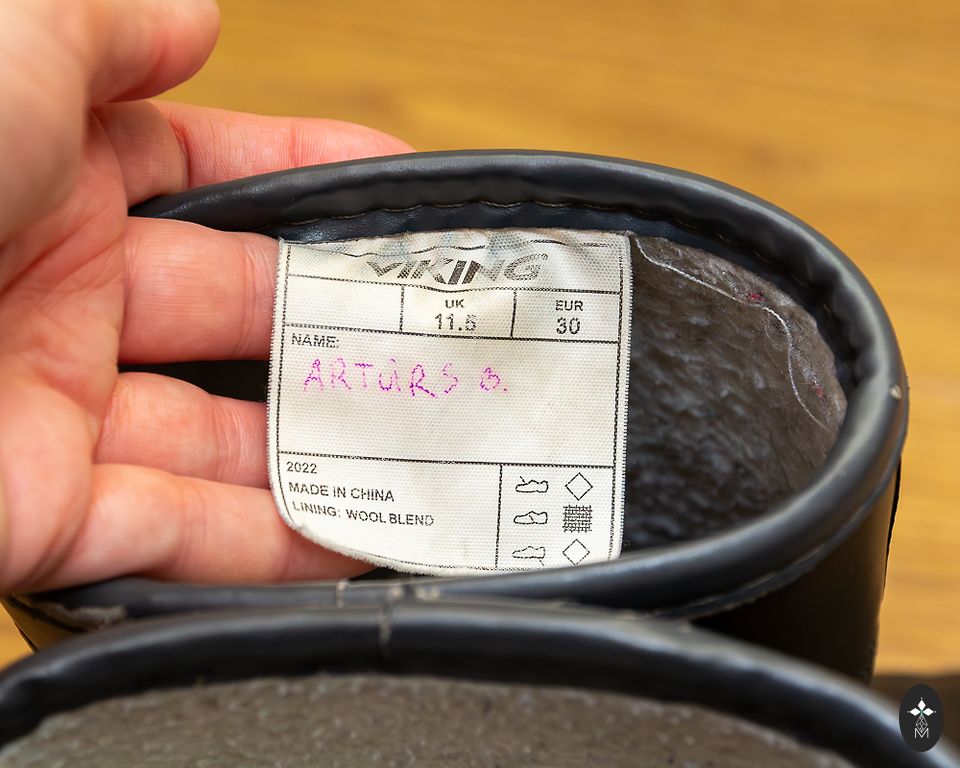 VIKING®
UK
11.5
EUR
30
NAME:
ARTŪRS B.
2022
MADE IN CHINA
LINING: WOOL BLEND
M